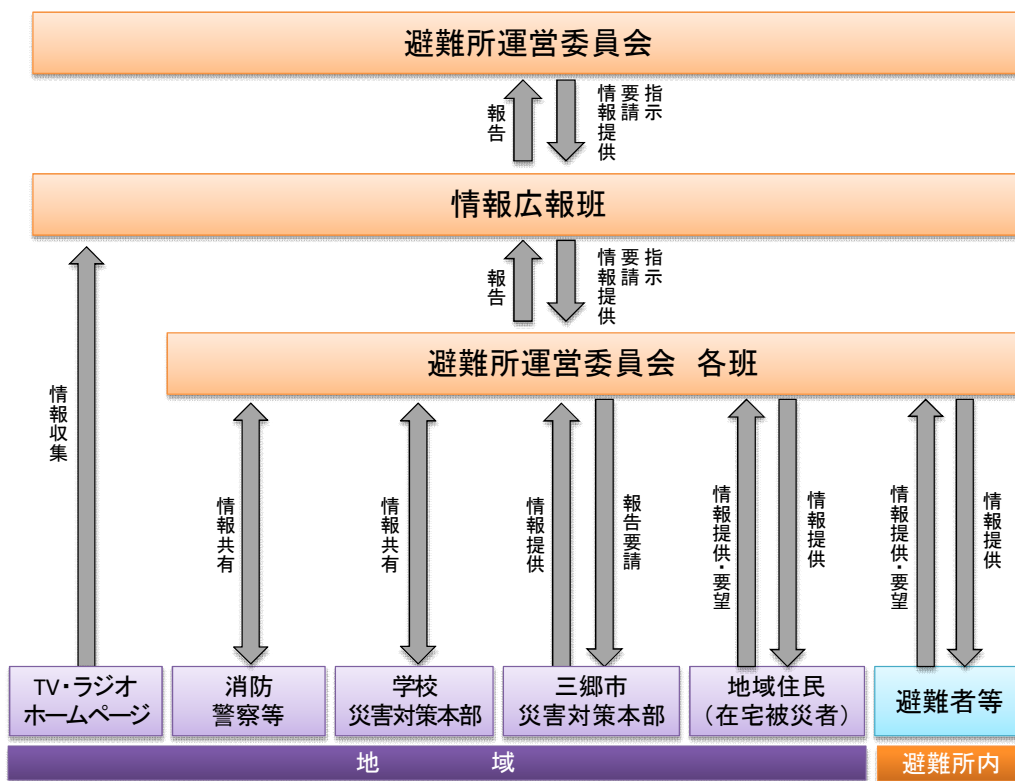 避難所運営委員会
報告
指示
要請
情報提供
情報広報班
報告
指示
要請
情報提供
避難所運営委員会 各班
情報収集
情報共有
情報共有
情報提供
報告要請
情報提供・要望
情報提供
情報提供・要望
情報提供
TV・ラジオ
ホームページ
消防
警察等
学校
災害対策本部
三郷市
災害対策本部
地域住民
（在宅被災者）
避難者等
地 域
避難所内